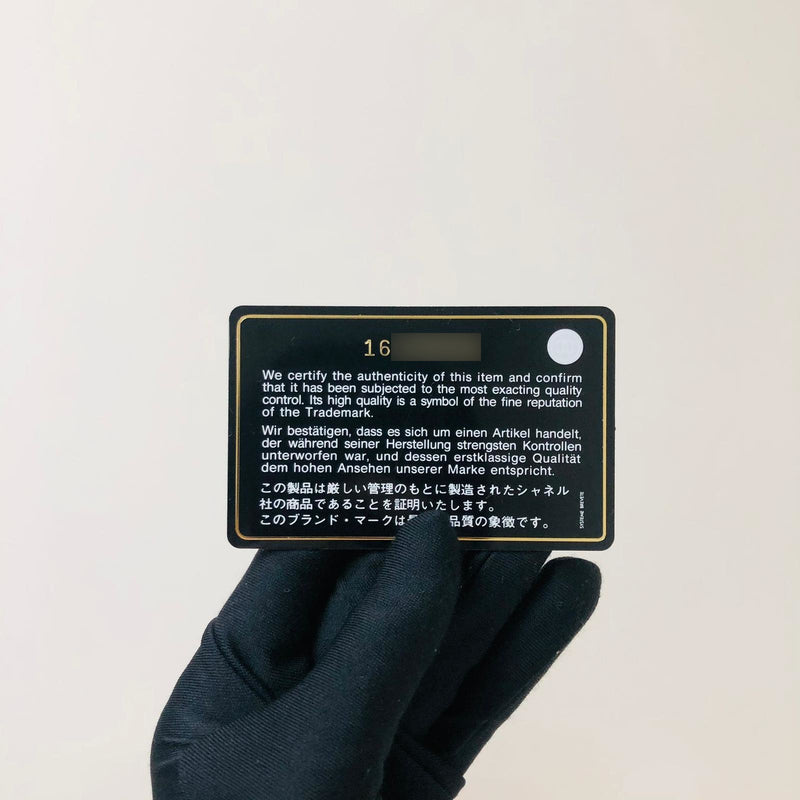 16
We certify the authenticity of this item and confirm
that it has been subjected to the most exacting quality
control. Its high quality is a symbol of the fine reputation
of the Trademark.
Wir bestätigen, dass es sich um einen Artikel handelt,
der während seiner Herstellung strengsten Kontrollen
unterworfen war, und dessen erstklassige Qualität
dem hohen Ansehen unserer Marke entspricht.
この製品は厳しい管理のもとに製造されたシャネル
社の商品であることを証明いたします。
このブランド・マークは品質の象徴です。
SYSTEME BREVETE